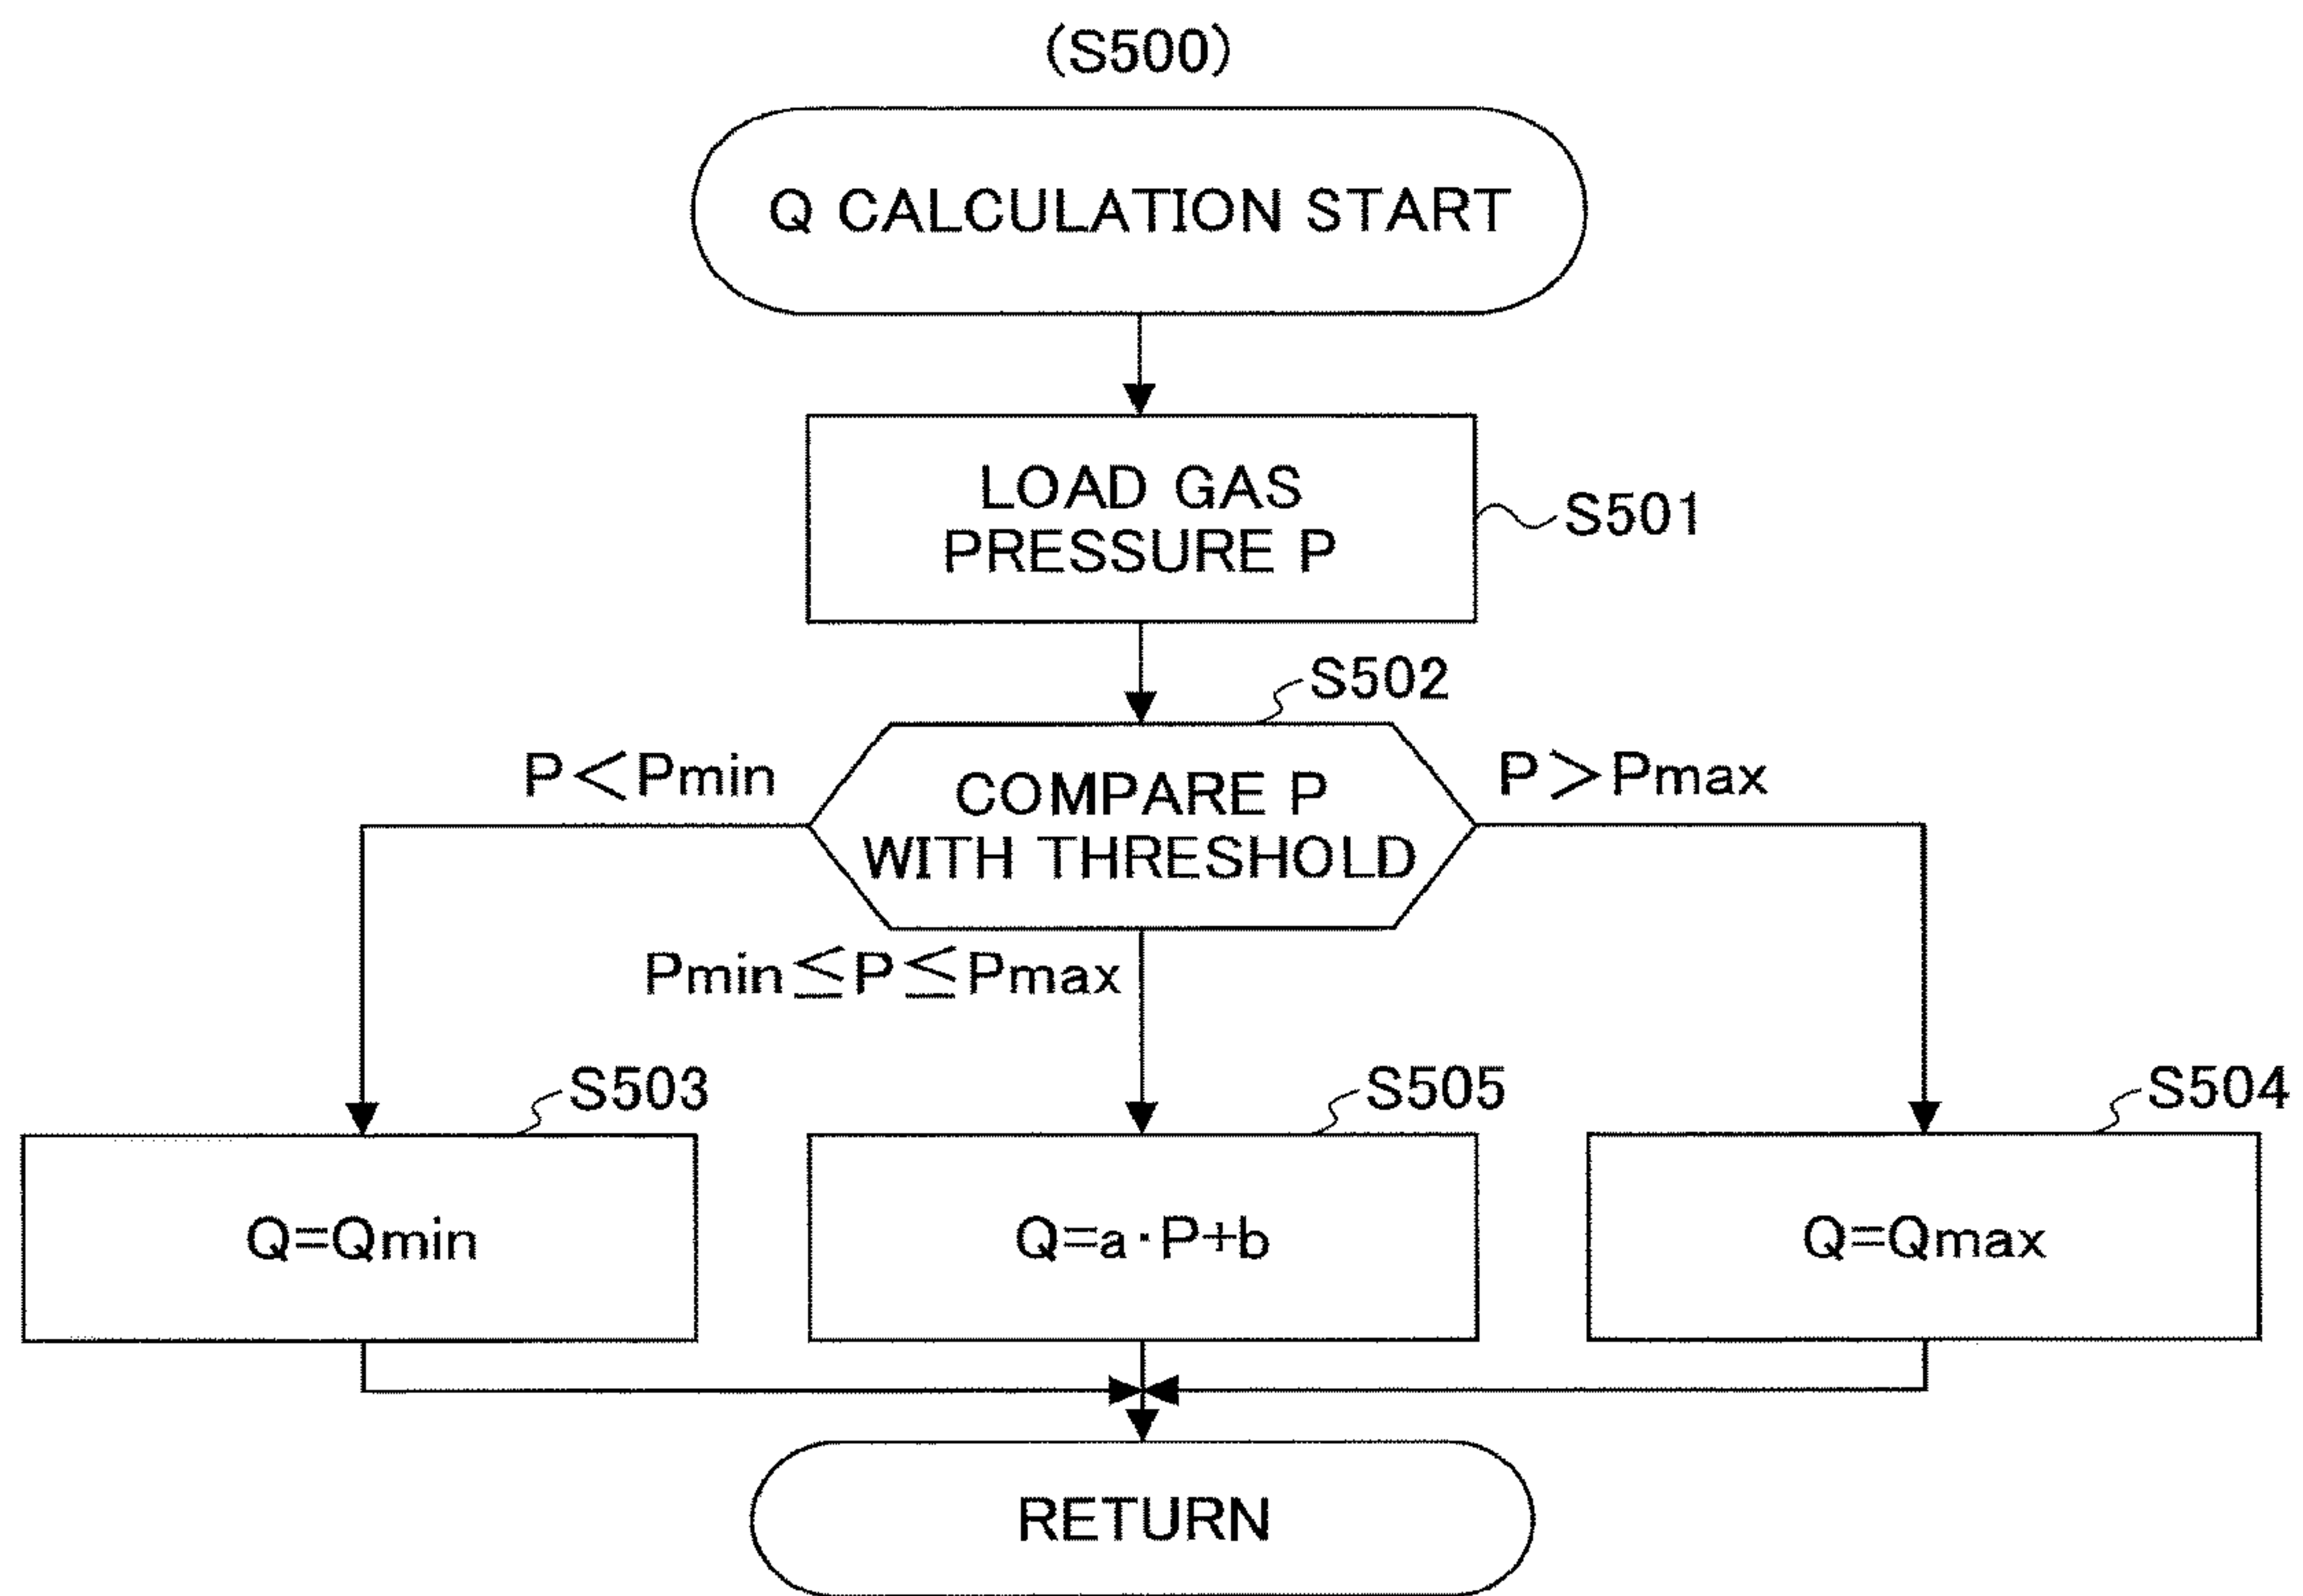 (S500)
Q CALCULATION START
LOAD GAS
PRESSURE P
S501
S502
P<Pmin
COMPARE P
WITH THRESHOLD
P>Pmax
Pmin≦P≦Pmax
S503
S505
S504
Q=Qmin
Q=a·P+b
Q=Qmax
RETURN